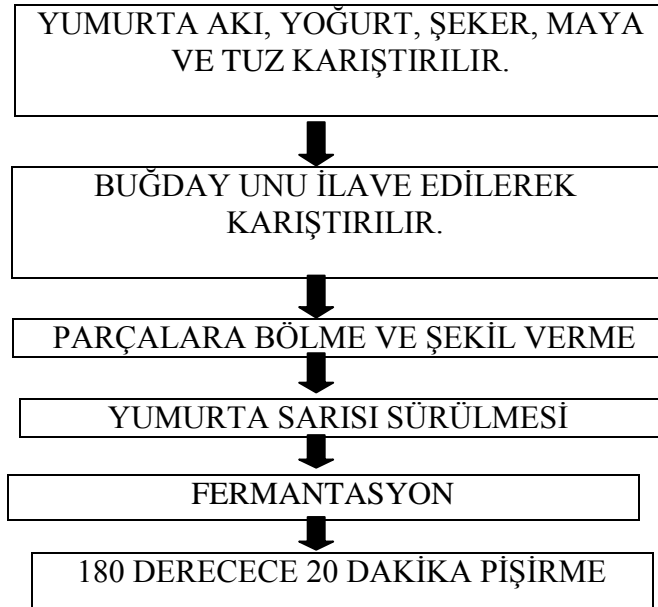 YUMURTA AKI, YOĞURT, ŞEKER, MAYA
VE TUZ KARIŞTIRILIR.
BUĞDAY UNU İLAVE EDİLEREK
KARIŞTIRILIR.
PARÇALARA BÖLME VE ŞEKİL VERME
YUMURTA SARISI SÜRÜLMESİ
FERMANTASYON
180 DERECECE 20 DAKİKA PİŞİRME